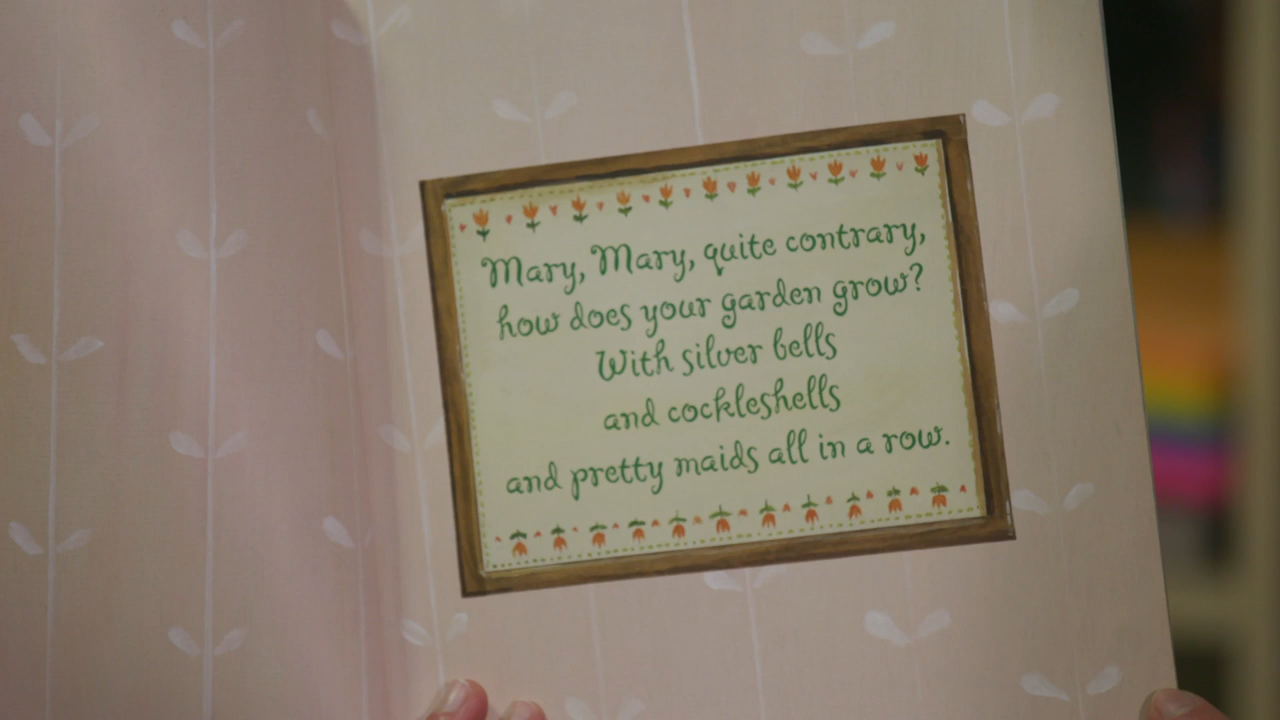 Mary, Mary, quite contrary,
how does your garden grow?
With silver bells
and cockleshells
and pretty maids all in a row.